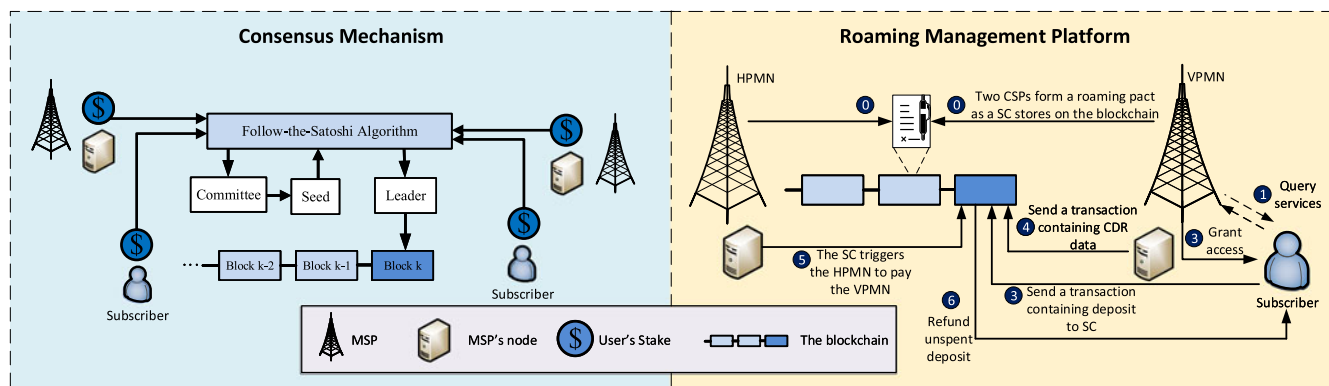 Consensus Mechanism
$
$
Follow-the-Satoshi Algorithm
$
Committee
Seed
Leader
$
$
Block k-2
Block k-1
Block k
Subscriber
Subscriber
Roaming Management Platform
HPMN
VPMN
0
0
Two CSPs form a roaming pact
as a SC stores on the blockchain
1
Query
services
4
Send a transaction
containing CDR
data
3
Grant
access
5
The SC triggers
the HPMN to pay
the VPMN
3
Send a transaction
containing deposit
to SC
Subscriber
6
Refund
unspent
deposit
MSP
MSP's node
$
User's Stake
The blockchain